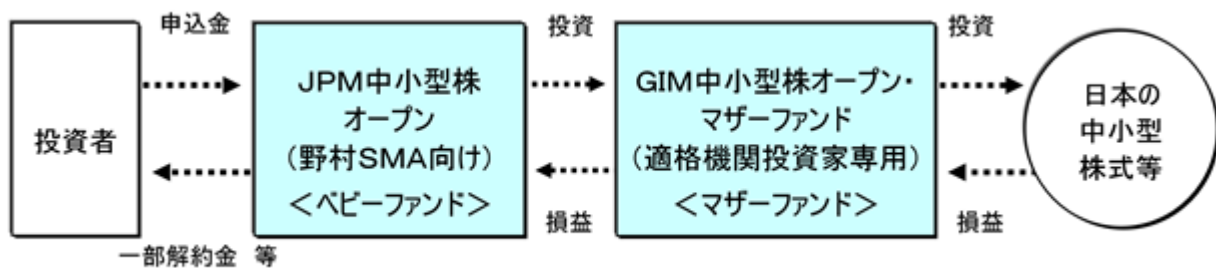 申込金
投資
投資
投資者
JPM中小型株
オープン
(野村SMA向け)
<ベビーファンド>
GIM中小型株オープン・
マザーファンド
(適格機関投資家専用)
<マザーファンド>
日本の
中小型
株式等
一部解約金 等
損益
損益